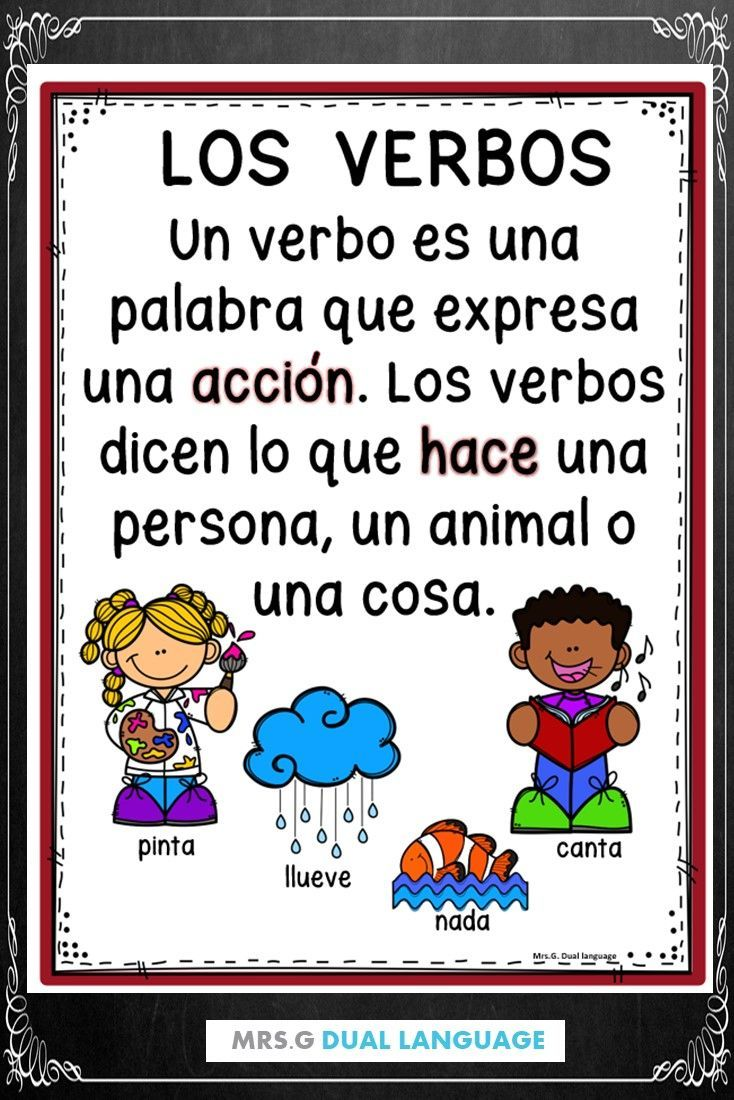 LOS VERBOS
Un verbo es una
palabra que expresa
una acción. Los verbos
dicen lo que hace una
persona, un animal o
una cosa.
pinta
llueve
nada
canta
Mrs.G. Dual language
MRS.G DUAL LANGUAGE